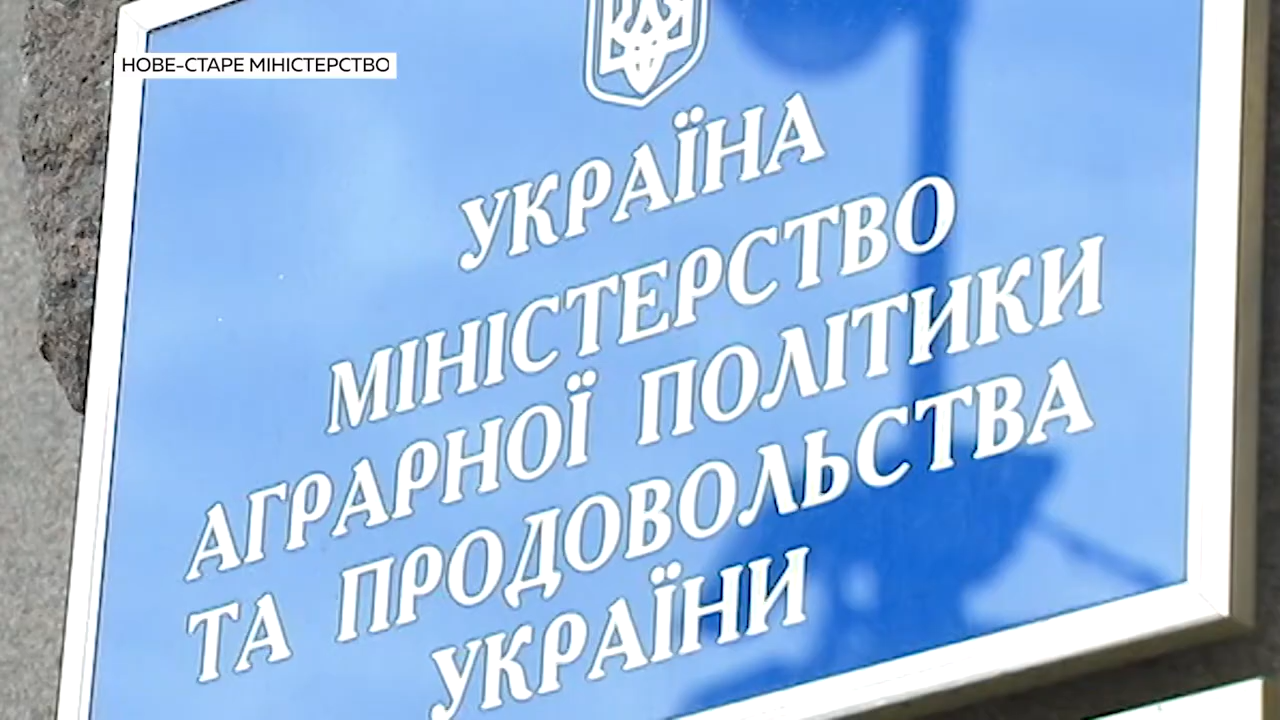 НОВЕ-СТАРЕ МІНІСТЕРСТВО
УКРАЇНА
МІНІСТЕРСТВО
АГРАРНОЇ ПОЛІТИКИ
ТА ПРОДОВОЛЬСТВА
УКРАЇНИ